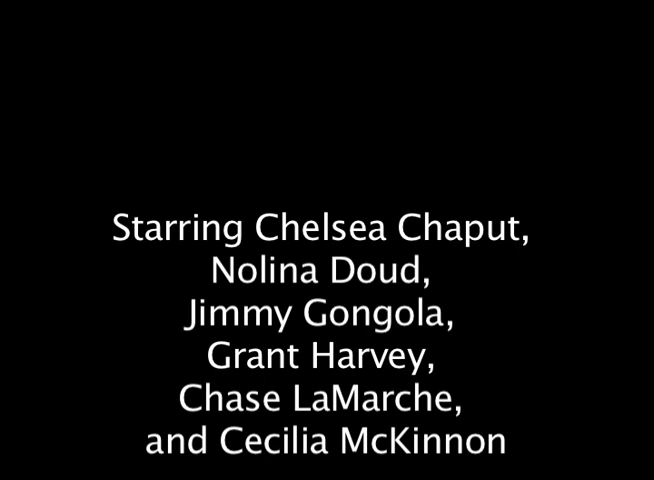 Starring Chelsea Chaput,
Nolina Doud,
Jimmy Gongola,
Grant Harvey,
Chase LaMarche,
and Cecilia McKinnon